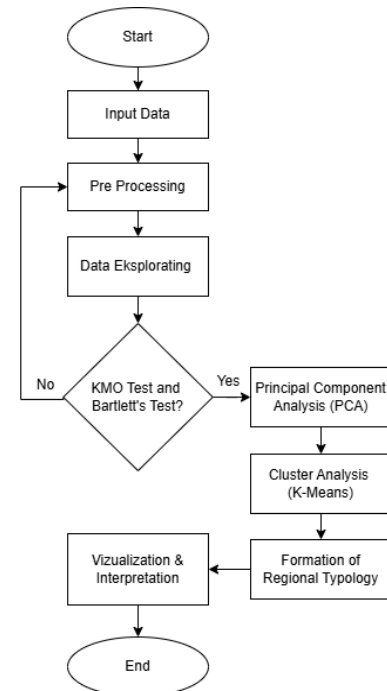 Start
Input Data
Pre Processing
Data Eksplorating
KMO Test and
Bartlett's Test?
No
Yes
Principal Component
Analysis (PCA)
Cluster Analysis
(K-Means)
Formation of
Regional Typology
Vizualization &
Interpretation
End